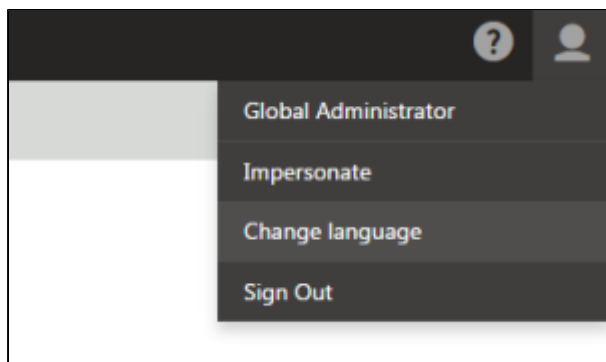 ?
Global Administrator
Impersonate
Change language
Sign Out